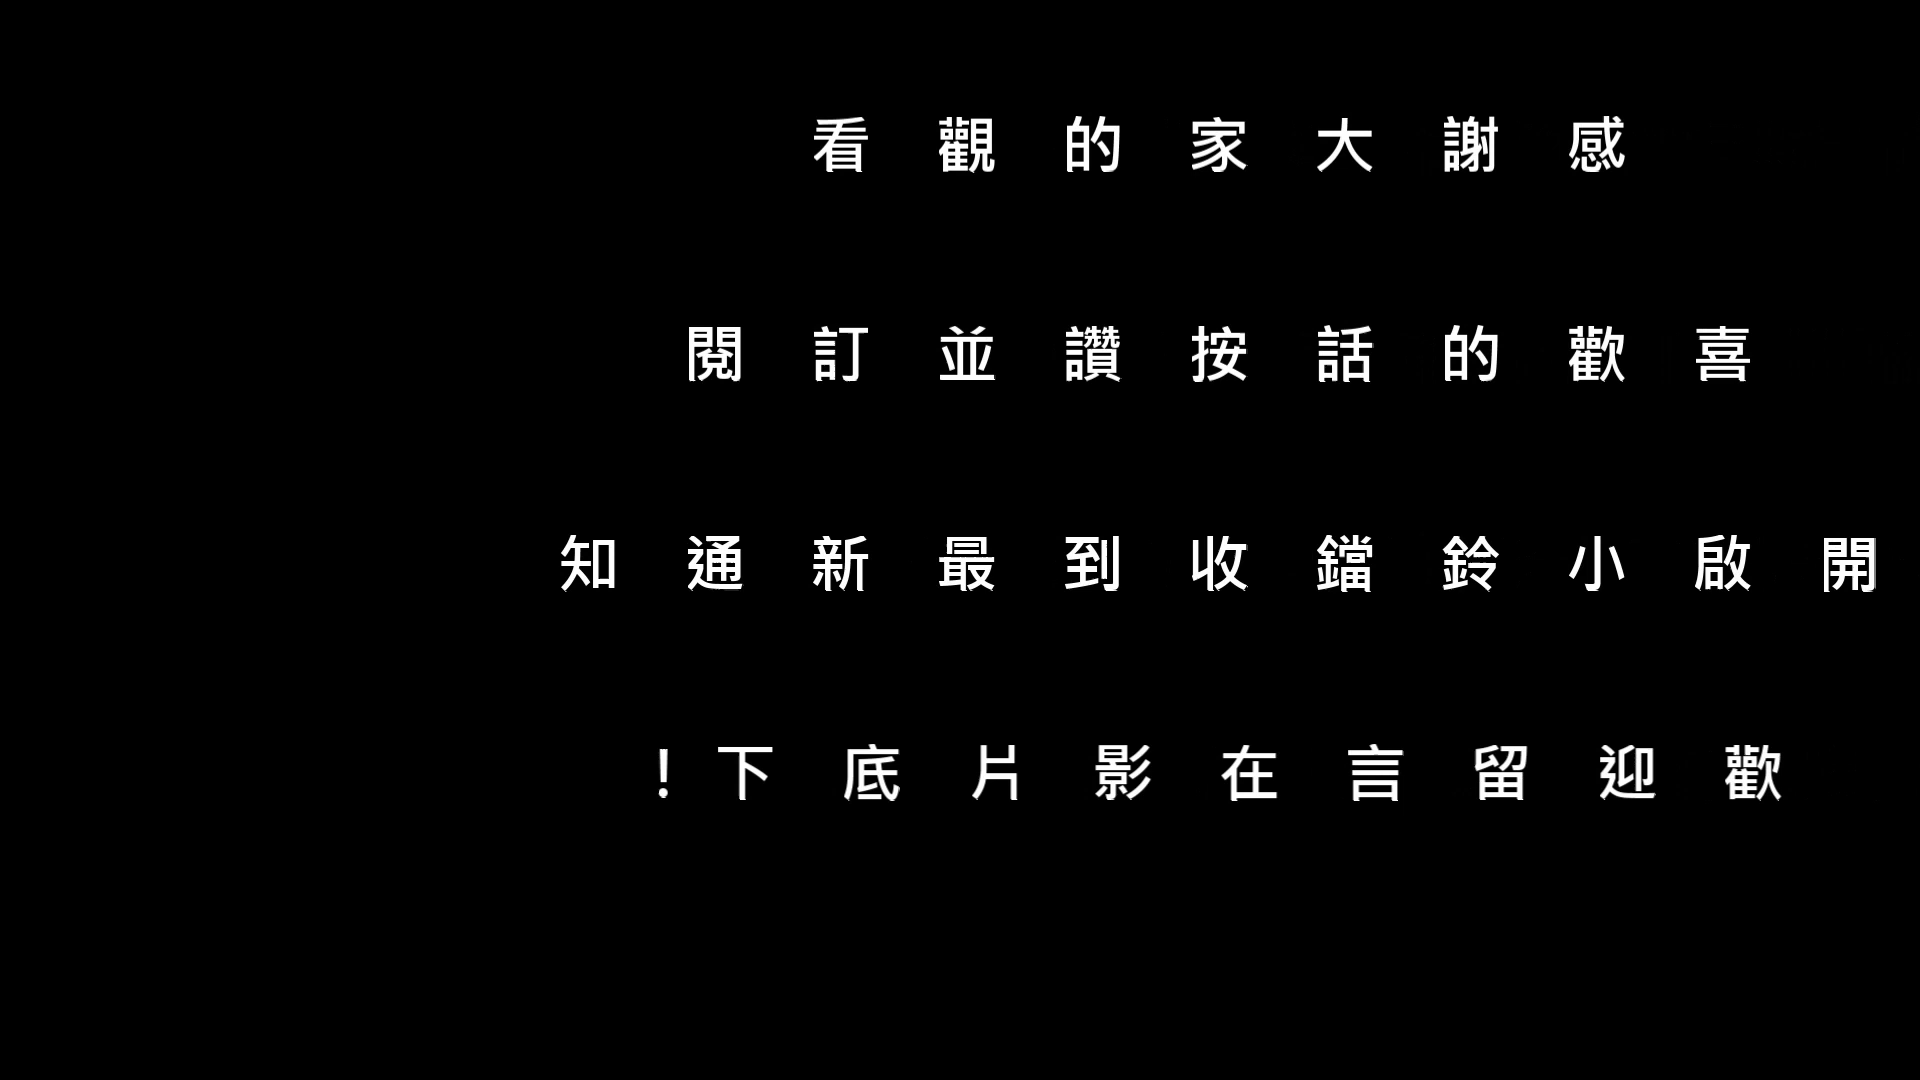 感謝大家的觀看
喜歡的話按讚並訂閱
開啟小鈴鐺收到最新通知
歡迎留言在影片底下!